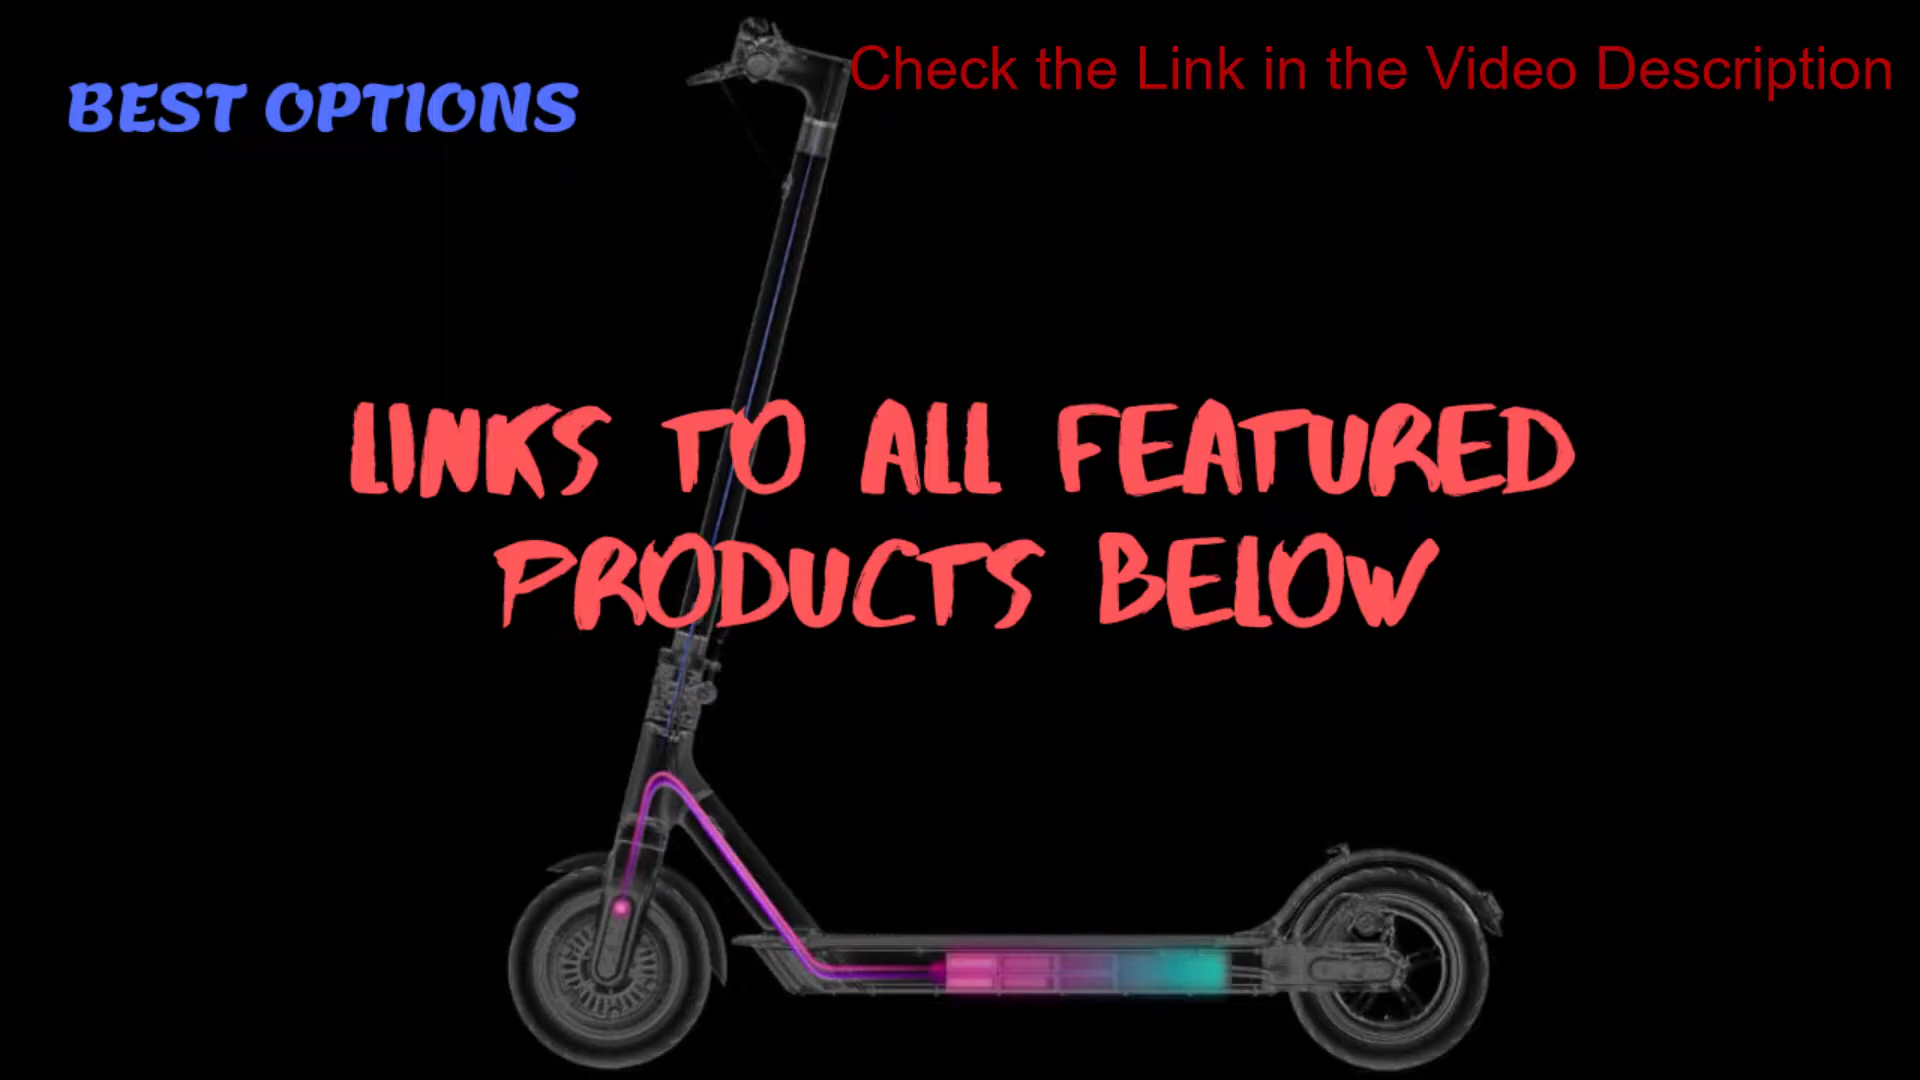 BEST OPTIONS
Check the Link in the Video Description
LINKS TO ALL FEATURED
PRODUCTS BELOW